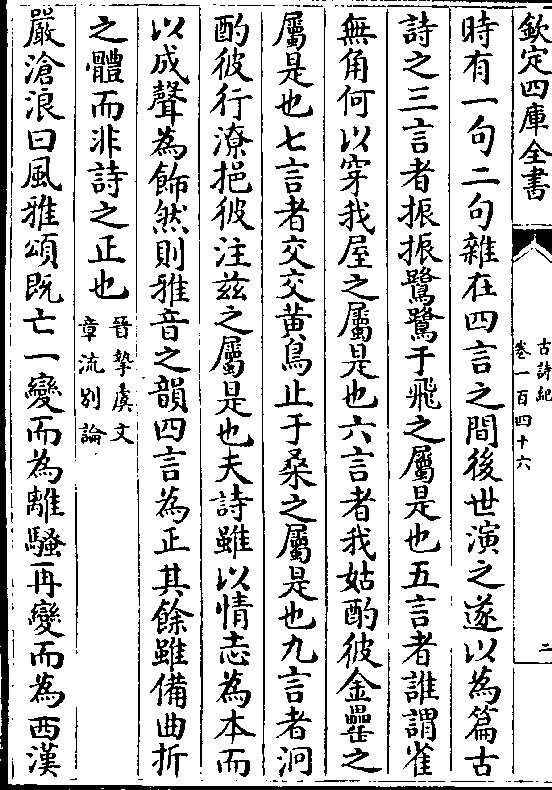 欽定四庫全書
古詩紀
卷一百四十六
二
時有一句二句雜在四言之間後世演之遂以為篇古
詩之三言者振振鷺鷺于飛之屬是也五言者誰謂雀
無角何以穿我屋之屬是也六言者我姑酌彼金罍之
屬是也七言者交交黃鳥止于桑之屬是也九言者泂
酌彼行潦挹彼注兹之屬是也夫詩雖以情志為本而
以成聲為節然則雅音之韻四言為正其餘雖備曲折
之體而非詩之正也
晉摯虞文
章流别論
嚴滄浪曰風雅頌既亡一變而為離騷再變而為西漢